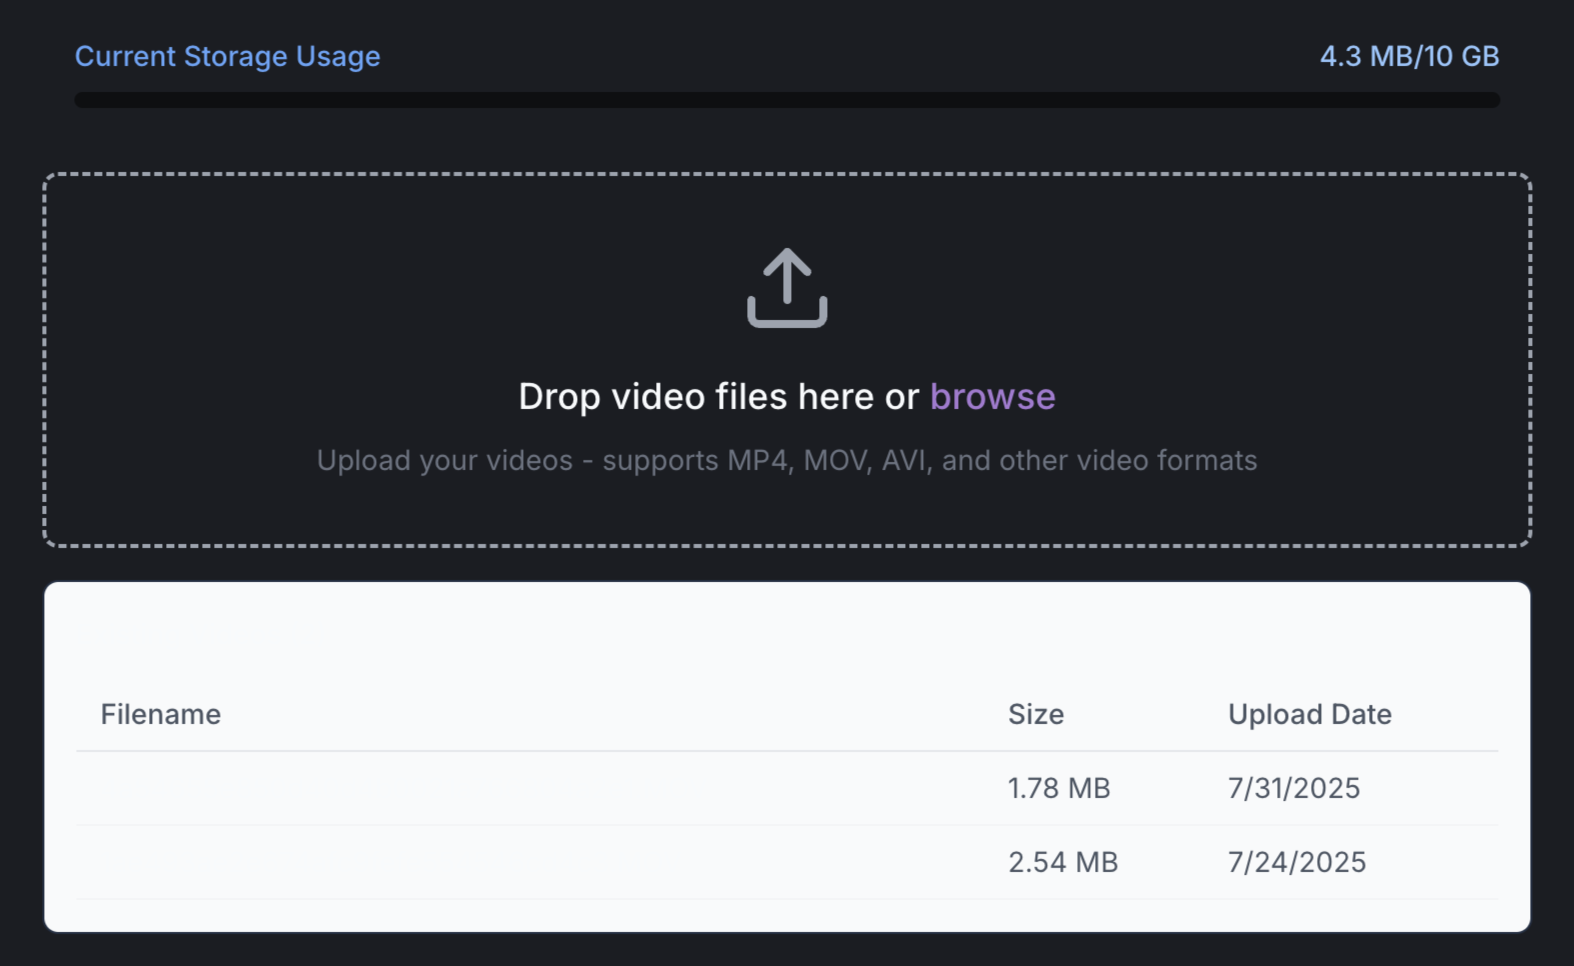 Current Storage Usage
4.3 MB/10 GB
Drop video files here or browse
Upload your videos - supports MP4, MOV, AVI, and other video formats
Filename Size Upload Date
1.78 MB 7/31/2025
2.54 MB 7/24/2025